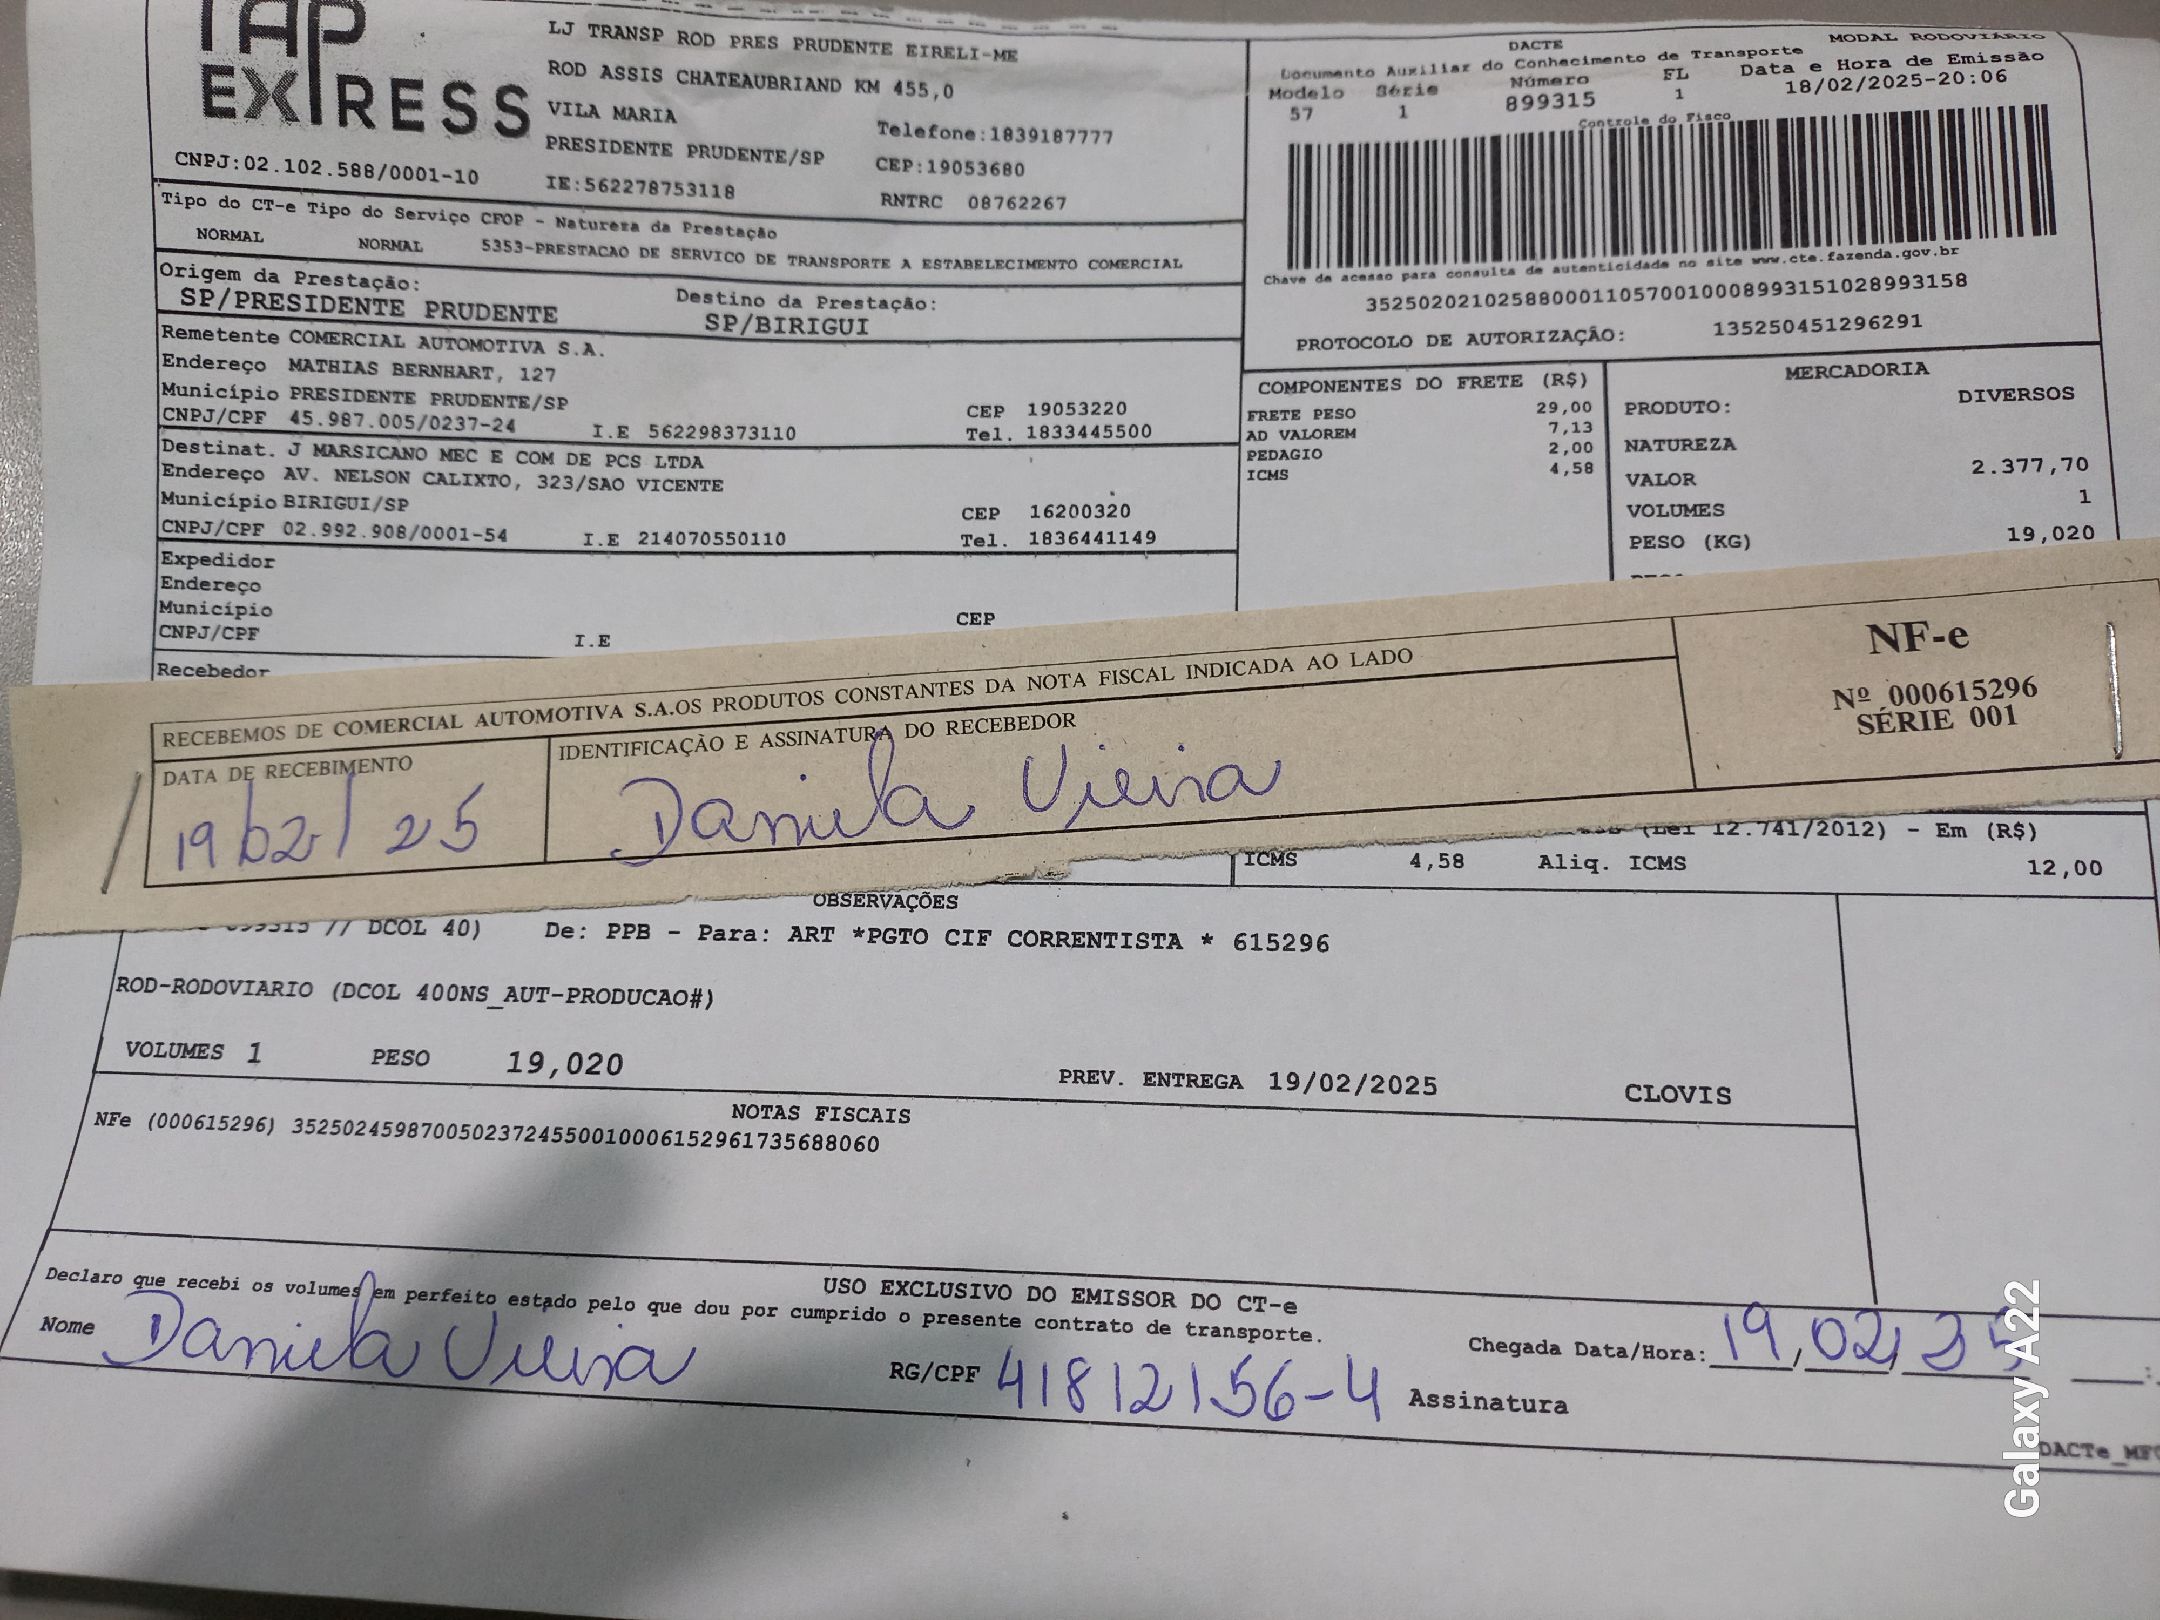 TAP
EXPRESS
CNPJ:02.102.588/0001-10
LJ TRANSP ROD PRES PRUDENTE EIRELI-ME
ROD ASSIS CHATEAUBRIAND KM 455,0
VILA MARIA
Telefone:1839187777
PRESIDENTE PRUDENTE/SP
CEP:19053680
IE:562278753118
RNTRC 08762267
DACTE
MODAL RODOVIÁRIO
Documento Auxiliar do Conhecimento de Transporte
Modelo Série Número FL Data e Hora de Emissão
57 1 899315 1 18/02/2025-20:06
Controle do Fisco
Chave de acesso para consulta de autenticidade no site www.cte.fazenda.gov.br
35250202102588000110570010008993151028993158
PROTOCOLO DE AUTORIZAÇÃO: 135250451296291
Tipo do CT-e Tipo do Serviço CFOP - Natureza da Prestação
NORMAL NORMAL 5353-PRESTACAO DE SERVICO DE TRANSPORTE A ESTABELECIMENTO COMERCIAL
Origem da Prestação: Destino da Prestação:
SP/PRESIDENTE PRUDENTE SP/BIRIGUI
Remetente COMERCIAL AUTOMOTIVA S.A.
Endereço MATHIAS BERNHART, 127
Município PRESIDENTE PRUDENTE/SP CEP 19053220
CNPJ/CPF 45.987.005/0237-24 I.E 562298373110 Tel. 1833445500
Destinat. J MARSICANO MEC E COM DE PCS LTDA
Endereço AV. NELSON CALIXTO, 323/SAO VICENTE
Município BIRIGUI/SP CEP 16200320
CNPJ/CPF 02.992.908/0001-54 I.E 214070550110 Tel. 1836441149
Expedidor
Endereço
Município CEP
CNPJ/CPF I.E
Recebedor
COMPONENTES DO FRETE (R$)
FRETE PESO 29,00
AD VALOREM 7,13
PEDAGIO 2,00
ICMS 4,58
MERCADORIA
PRODUTO: DIVERSOS
NATUREZA
VALOR 2.377,70
VOLUMES 1
PESO (KG) 19,020
RECEBEMOS DE COMERCIAL AUTOMOTIVA S.A.OS PRODUTOS CONSTANTES DA NOTA FISCAL INDICADA AO LADO
DATA DE RECEBIMENTO
19/02/25
IDENTIFICAÇÃO E ASSINATURA DO RECEBEDOR
Daniela Vieira
NF-e
Nº 000615296
SÉRIE 001
(Lei 12.741/2012) - Em (R$)
ICMS 4,58 Aliq. ICMS 12,00
OBSERVAÇÕES
899315 // DCOL 40) De: PPB - Para: ART *PGTO CIF CORRENTISTA * 615296
ROD-RODOVIARIO (DCOL 400NS_AUT-PRODUCAO#)
VOLUMES 1 PESO 19,020 PREV. ENTREGA 19/02/2025 CLOVIS
NOTAS FISCAIS
NFe (000615296) 35250245987005023724550010006152961735688060
USO EXCLUSIVO DO EMISSOR DO CT-e
Declaro que recebi os volumes em perfeito estado pelo que dou por cumprido o presente contrato de transporte.
Nome Daniela Vieira RG/CPF 41812156-4 Assinatura
Chegada Data/Hora: 19,02,25
DACTe_
Galaxy A22